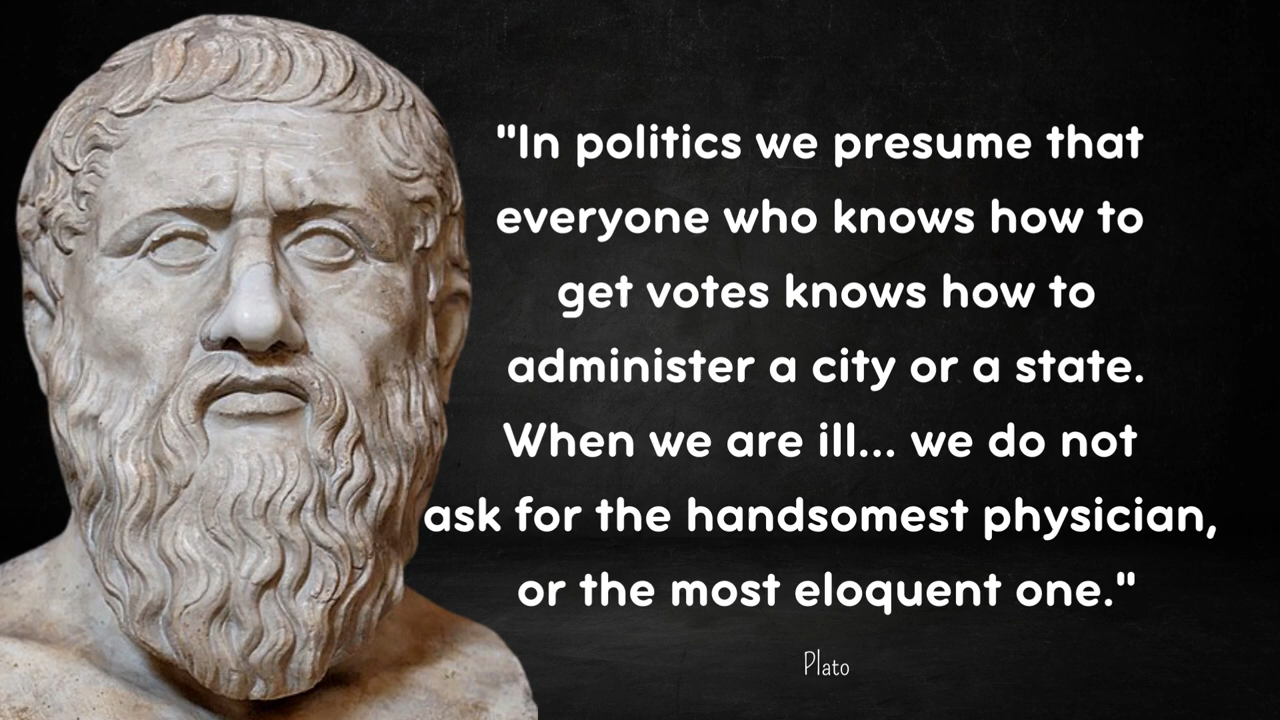 "In politics we presume that
everyone who knows how to
get votes knows how to
administer a city or a state.
When we are ill... we do not
ask for the handsomest physician,
or the most eloquent one."
Plato